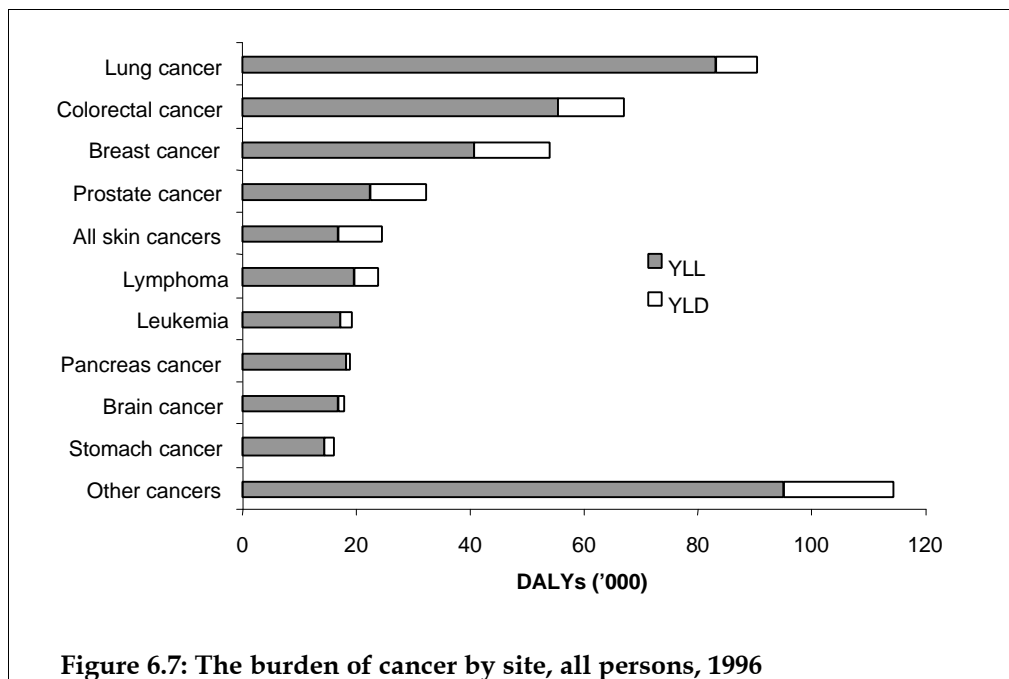 Lung cancer
Colorectal cancer
Breast cancer
Prostate cancer
All skin cancers
Lymphoma
Leukemia
Pancreas cancer
Brain cancer
Stomach cancer
Other cancers
YLL
YLD
0 20 40 60 80 100 120
DALYs (’000)
Figure 6.7: The burden of cancer by site, all persons, 1996